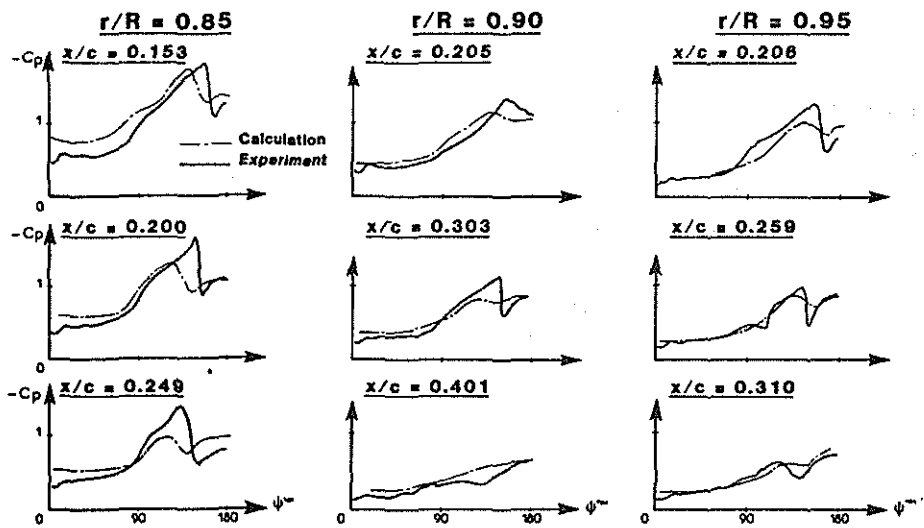 r/R = 0.85 r/R = 0.90 r/R = 0.95
-Cp x/c = 0.153 x/c = 0.205 x/c = 0.206
1
Calculation
Experiment
0
-Cp x/c = 0.200 x/c = 0.303 x/c = 0.259
1
0
-Cp x/c = 0.249 x/c = 0.401 x/c = 0.310
1
0 90 180 ψ 0 90 180 ψ 0 90 180 ψ